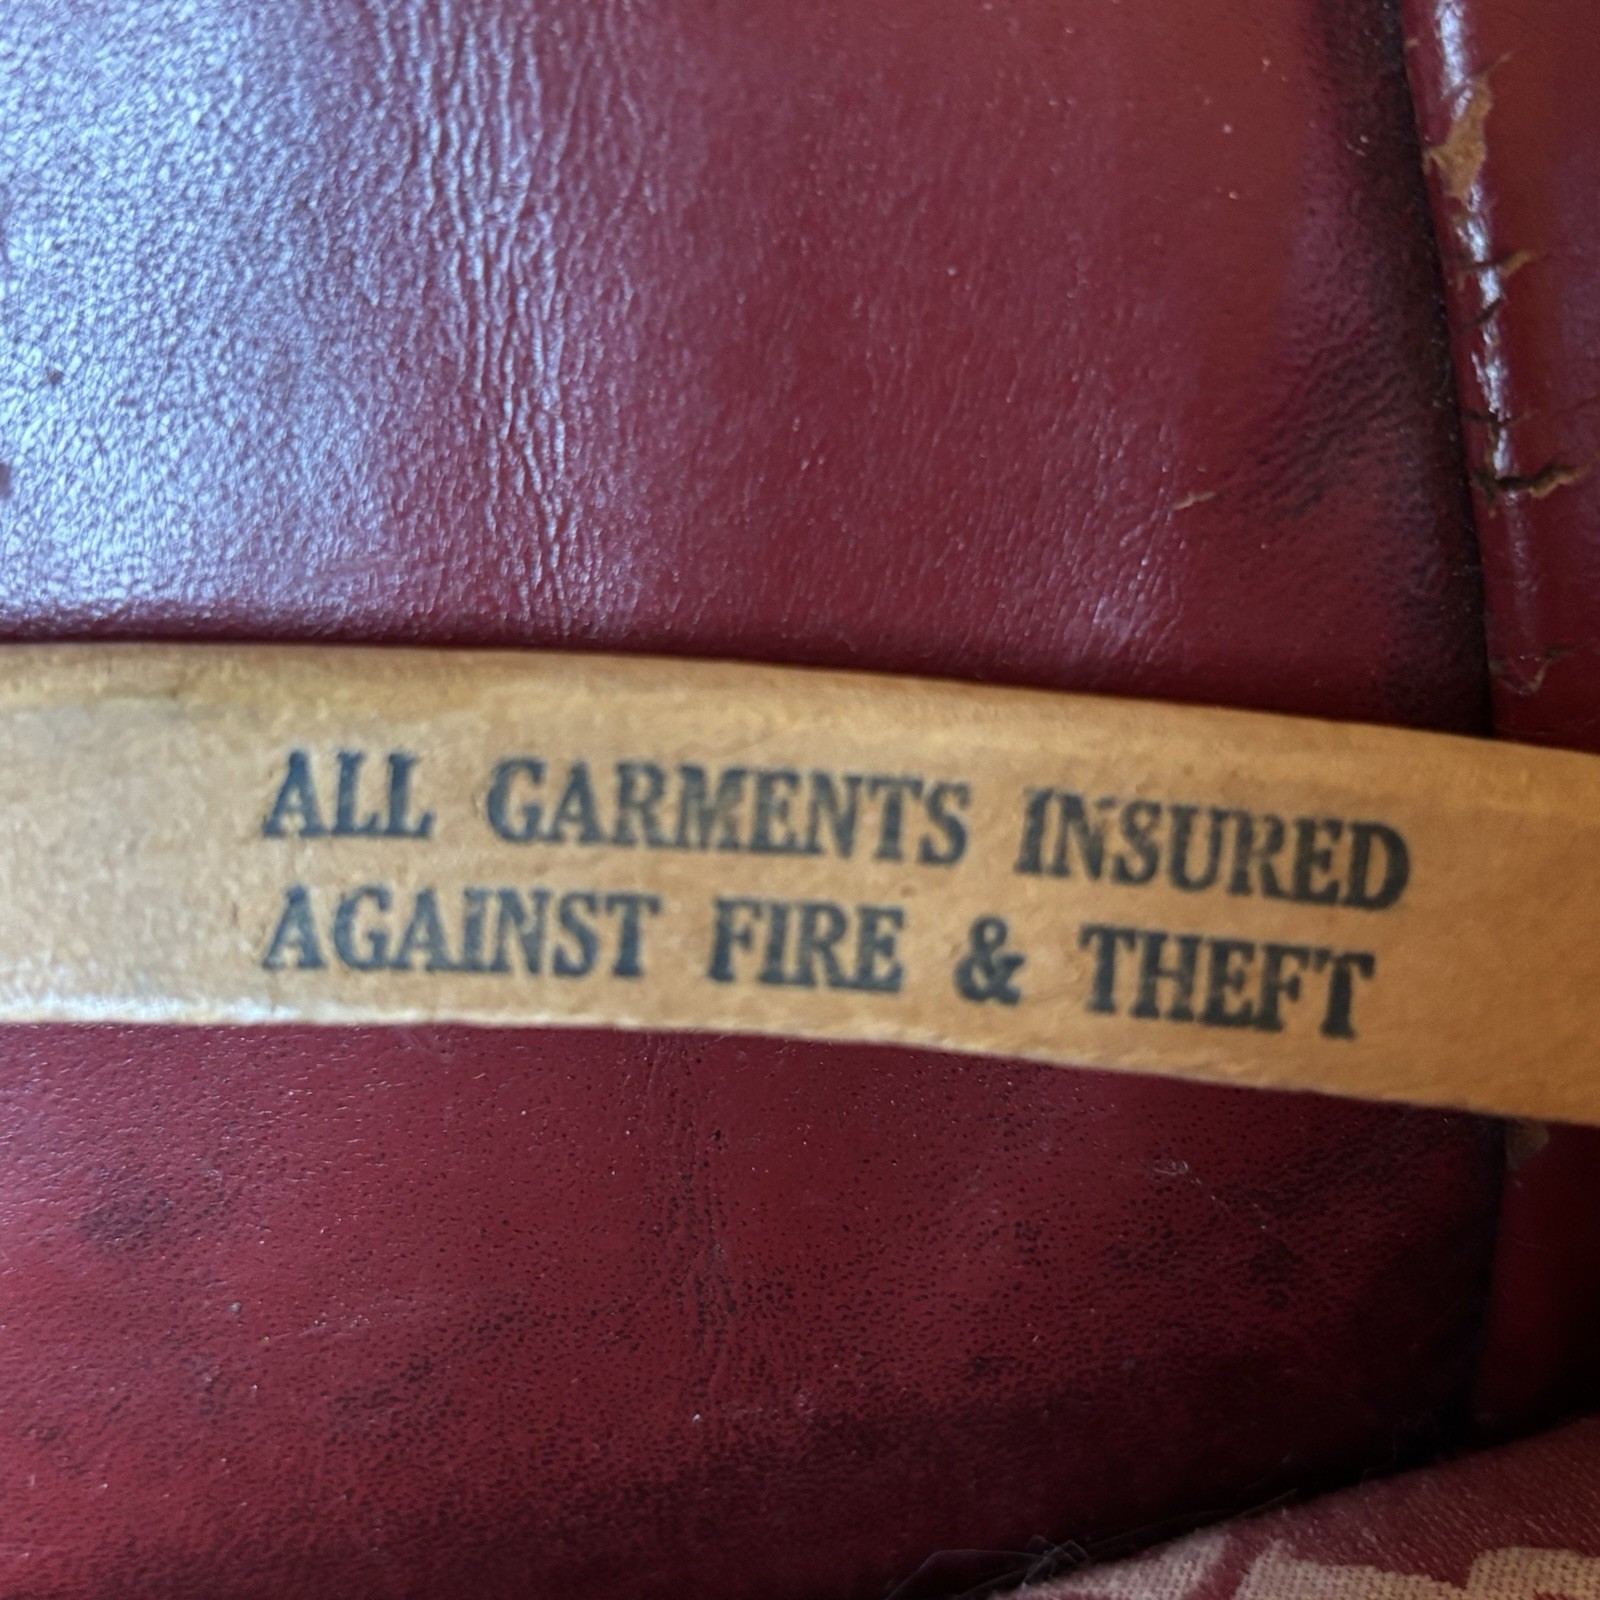 ALL GARMENTS INSURED
AGAINST FIRE & THEFT